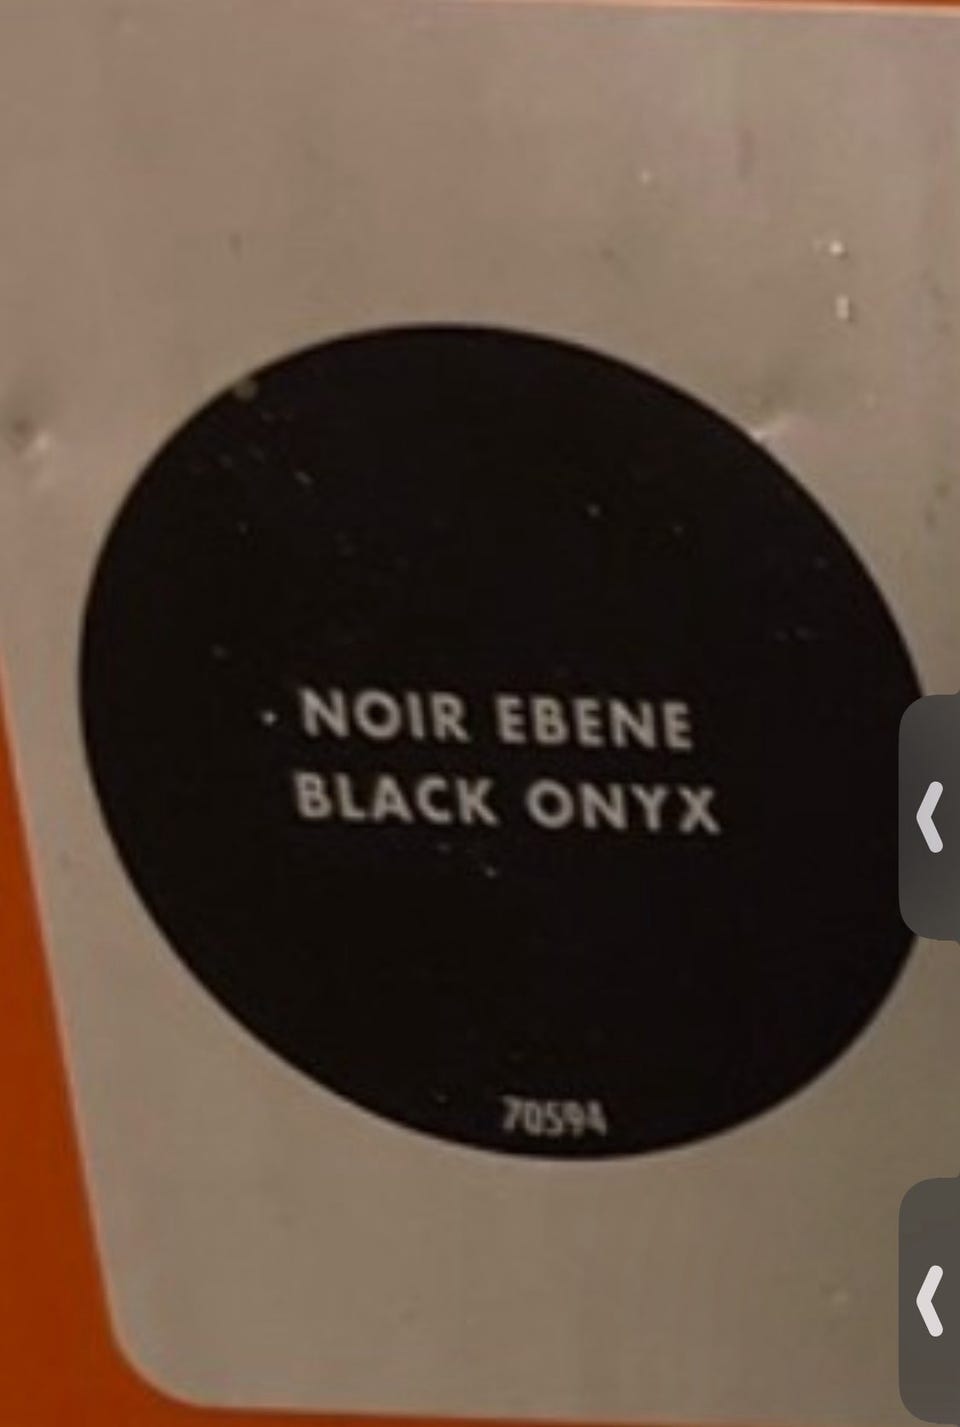 NOIR EBENE
BLACK ONYX
70594